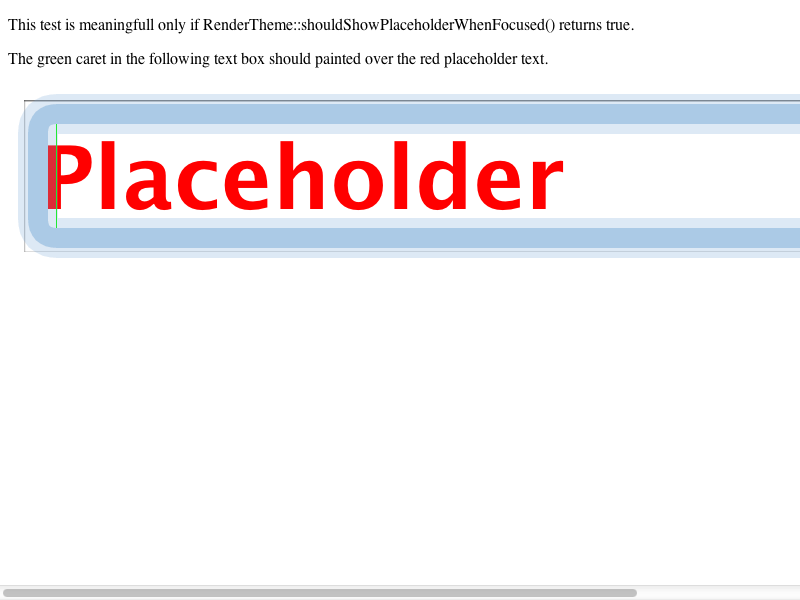 This test is meaningfull only if RenderTheme::shouldShowPlaceholderWhenFocused() returns true.
The green caret in the following text box should painted over the red placeholder text.
Placeholder